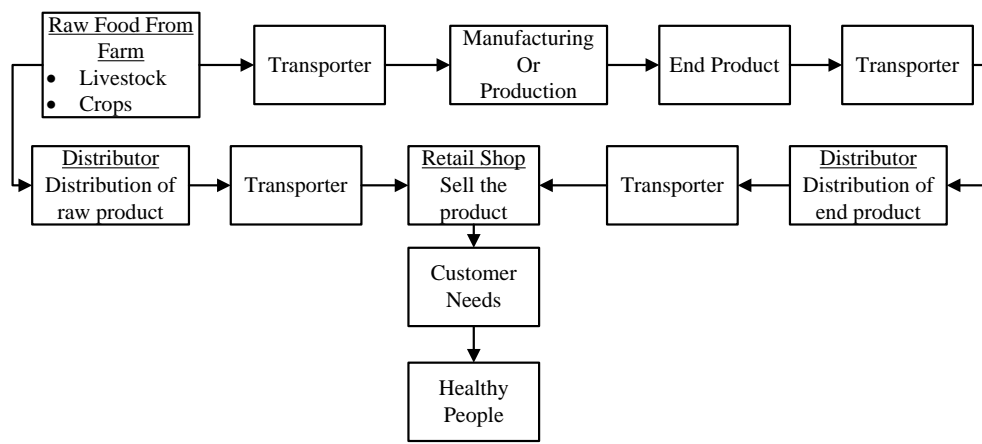 Raw Food From
Farm
• Livestock
• Crops
Transporter
Manufacturing
Or
Production
End Product
Transporter
Distributor
Distribution of
raw product
Transporter
Retail Shop
Sell the
product
Transporter
Distributor
Distribution of
end product
Customer
Needs
Healthy
People